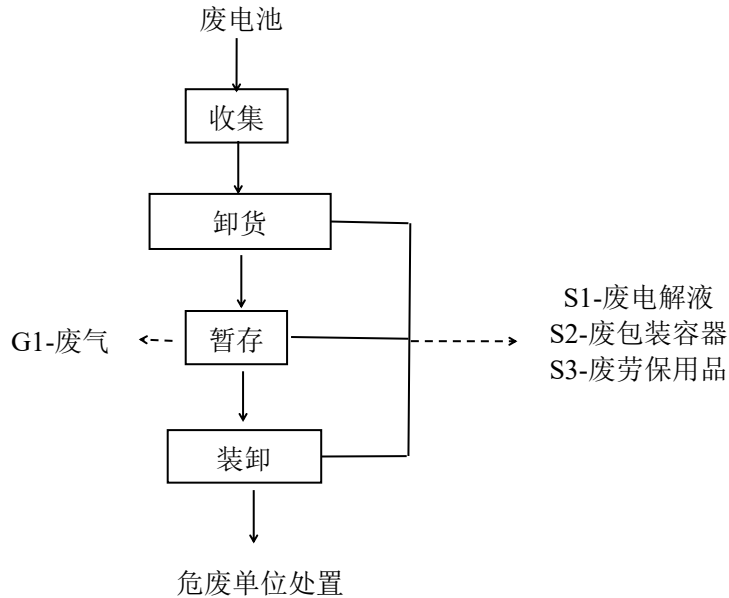 废电池
收集
卸货
G1-废气
暂存
S1-废电解液
S2-废包装容器
S3-废劳保用品
装卸
危废单位处置